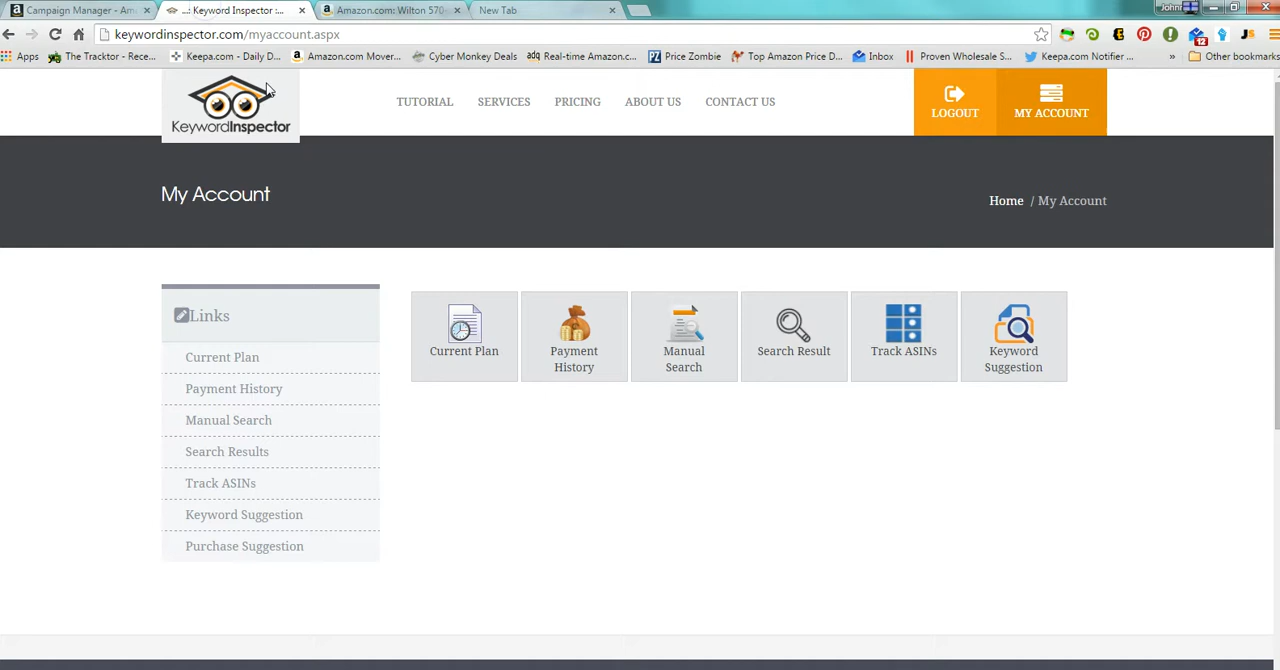 Campaign Manager - Am
...: Keyword Inspector :...
Amazon.com: Wilton 570-
New Tab
John
keywordinspector.com/myaccount.aspx
12
Apps
The Tracktor - Rece...
Keepa.com - Daily D...
Amazon.com Mover...
Cyber Monkey Deals
Real-time Amazon.c...
Price Zombie
Top Amazon Price D...
Inbox
Proven Wholesale S...
Keepa.com Notifier ...
»
Other bookmarks
KeywordInspector
TUTORIAL
SERVICES
PRICING
ABOUT US
CONTACT US
LOGOUT
MY ACCOUNT
My Account
Home / My Account
Links
Current Plan
Payment History
Manual Search
Search Results
Track ASINs
Keyword Suggestion
Purchase Suggestion
Current Plan
Payment
History
Manual
Search
Search Result
Track ASINs
Keyword
Suggestion